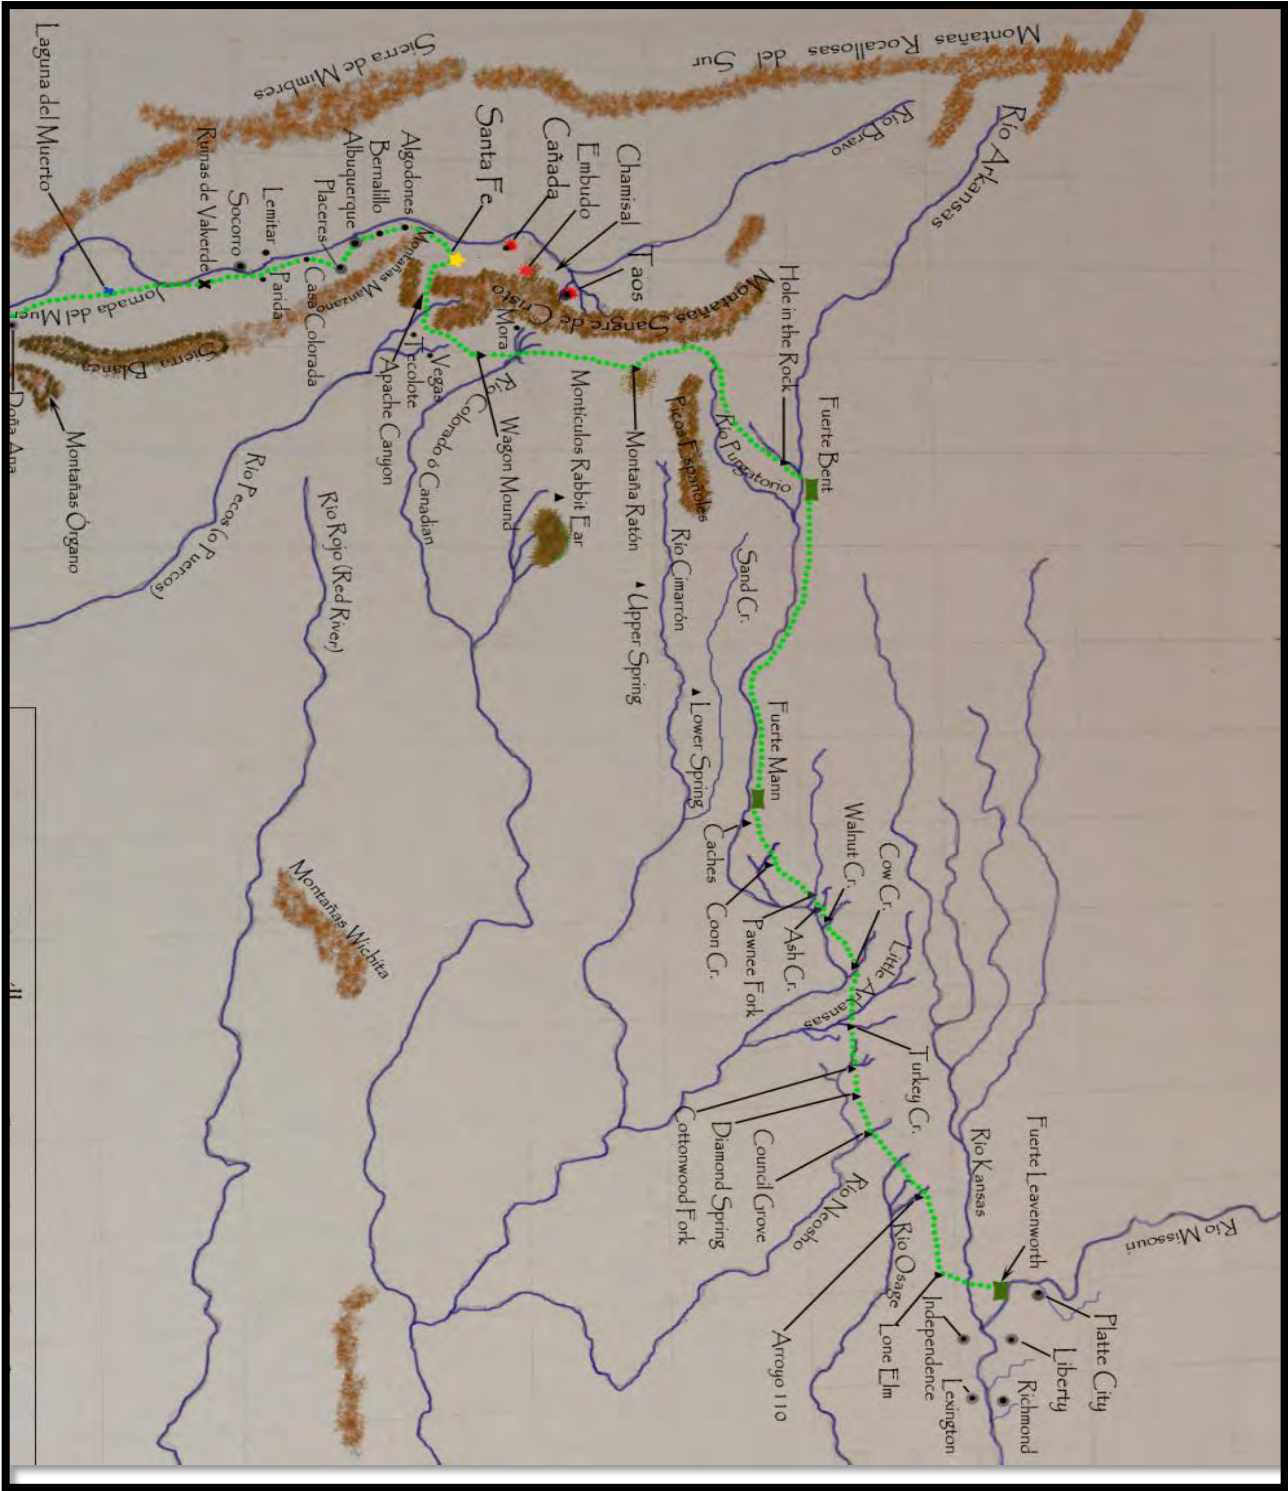 Montañas Rocallosas del Sur
Sierra de Mimbres
Río Bravo
Río Arkansas
Laguna del Muerto
Ruinas de Valverde
Socorro
Lemitar
Parida
Casa Colorada
Placeres
Albuquerque
Bernalillo
Algodones
Santa Fe
Cañada
Embudo
Chamisal
Taos
Hole in the Rock
Fuerte Bent
Montañas Sangre de Cristo
Montañas Manzano
Jornada del Muer
Sierra Blanca
Doña Ana
Montañas Órgano
Río Pecos (o Puercos)
Río Rojo (Red River)
Apache Canyon
Tecolote
Vegas
Mora
Río Colorado ó Canadian
Wagon Mound
Montículos Rabbit Ear
Montaña Ratón
Picos Españoles
Río Purgatorio
Upper Spring
Río Cimarrón
Sand Cr.
Lower Spring
Fuerte Mann
Caches
Coon Cr.
Pawnee Fork
Ash Cr.
Walnut Cr.
Cow Cr.
Little Arkansas
Turkey Cr.
Cottonwood Fork
Diamond Spring
Council Grove
Río Neosho
Río Osage
Arroyo 110
Lone Elm
Independence
Lexington
Richmond
Liberty
Platte City
Fuerte Leavenworth
Río Kansas
Río Missouri
Montañas Wichita